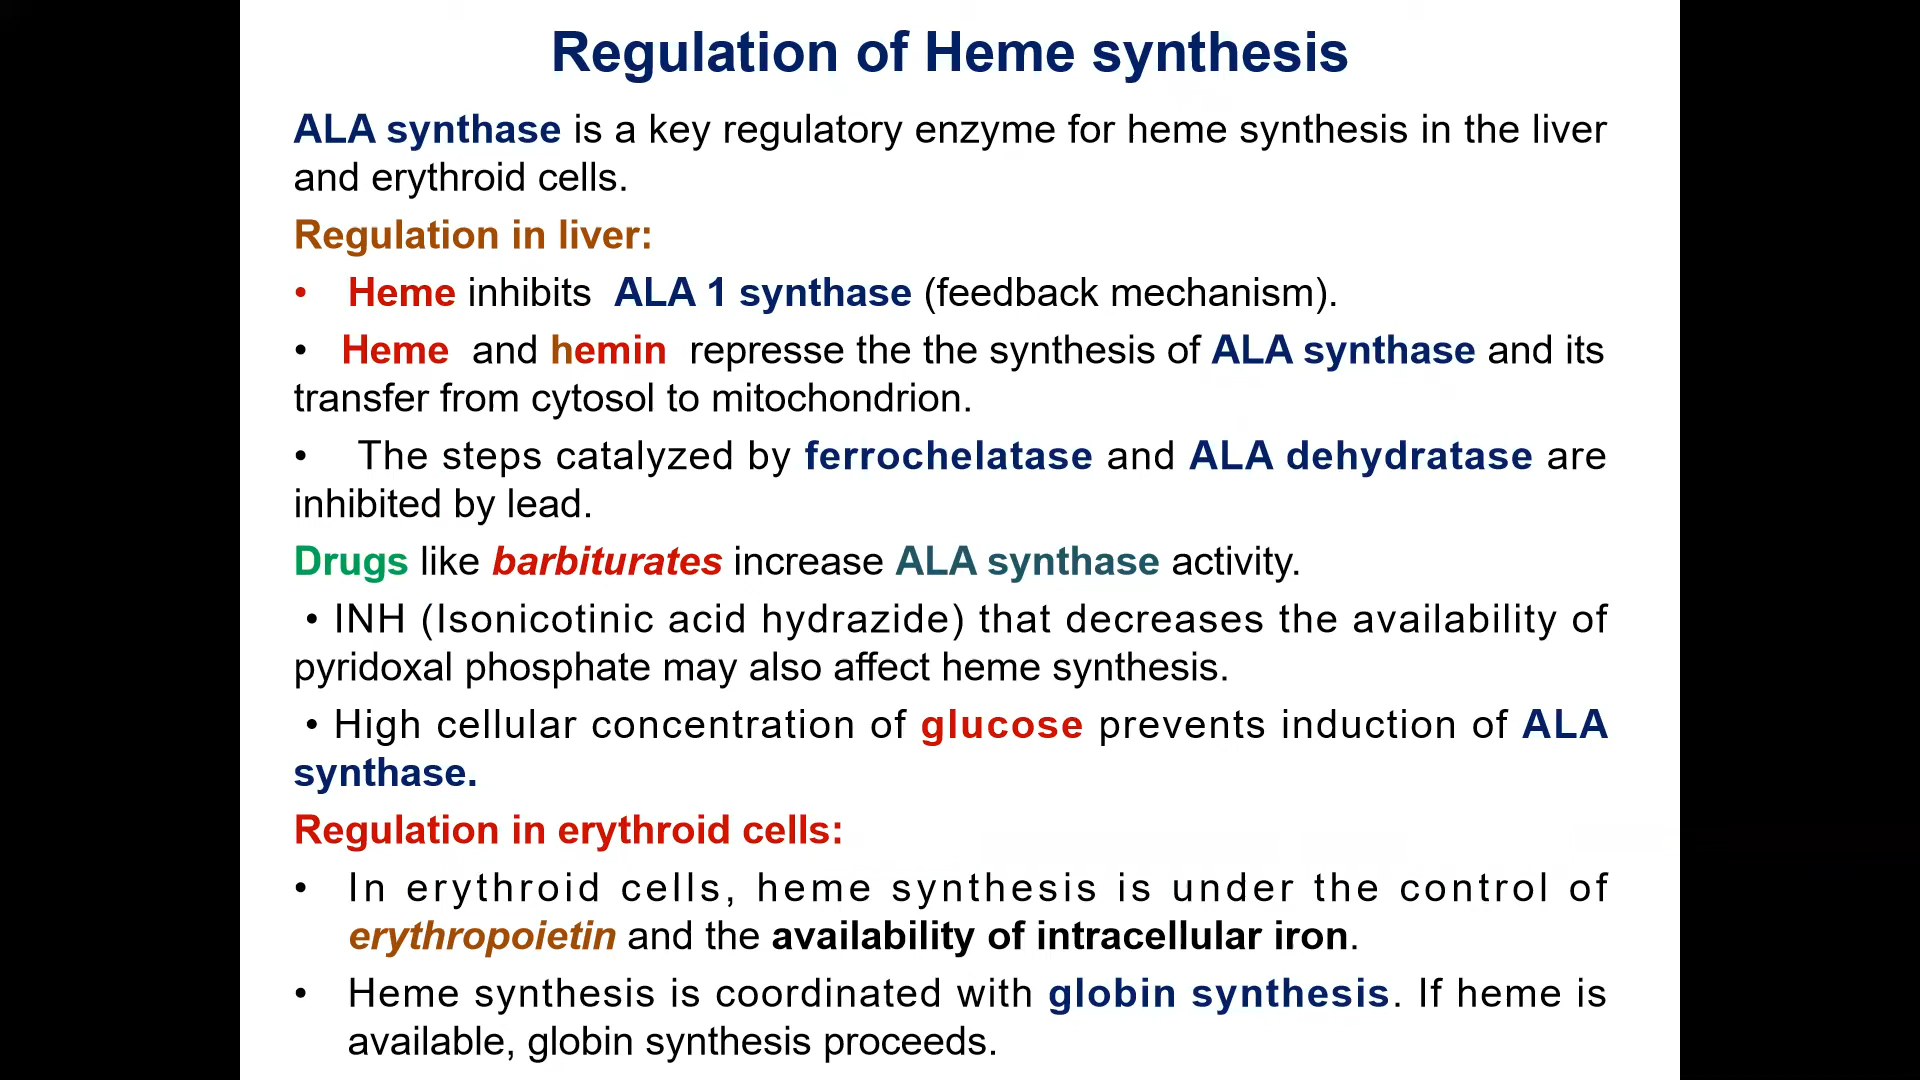 Regulation of Heme synthesis
ALA synthase is a key regulatory enzyme for heme synthesis in the liver
and erythroid cells.
Regulation in liver:
• Heme inhibits ALA 1 synthase (feedback mechanism).
• Heme and hemin represse the the synthesis of ALA synthase and its
transfer from cytosol to mitochondrion.
• The steps catalyzed by ferrochelatase and ALA dehydratase are
inhibited by lead.
Drugs like barbiturates increase ALA synthase activity.
• INH (Isonicotinic acid hydrazide) that decreases the availability of
pyridoxal phosphate may also affect heme synthesis.
• High cellular concentration of glucose prevents induction of ALA
synthase.
Regulation in erythroid cells:
• In erythroid cells, heme synthesis is under the control of
erythropoietin and the availability of intracellular iron.
• Heme synthesis is coordinated with globin synthesis. If heme is
available, globin synthesis proceeds.